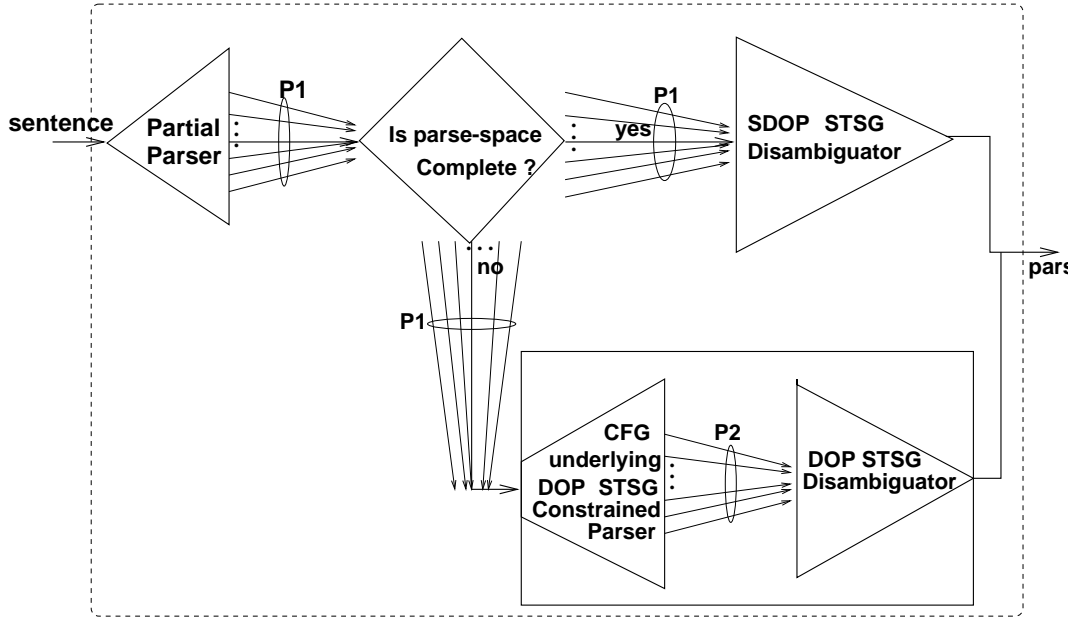 sentence
Partial
Parser
P1
Is parse-space
Complete ?
yes
P1
SDOP STSG
Disambiguator
no
P1
pars
CFG
underlying
DOP STSG
Constrained
Parser
P2
DOP STSG
Disambiguator